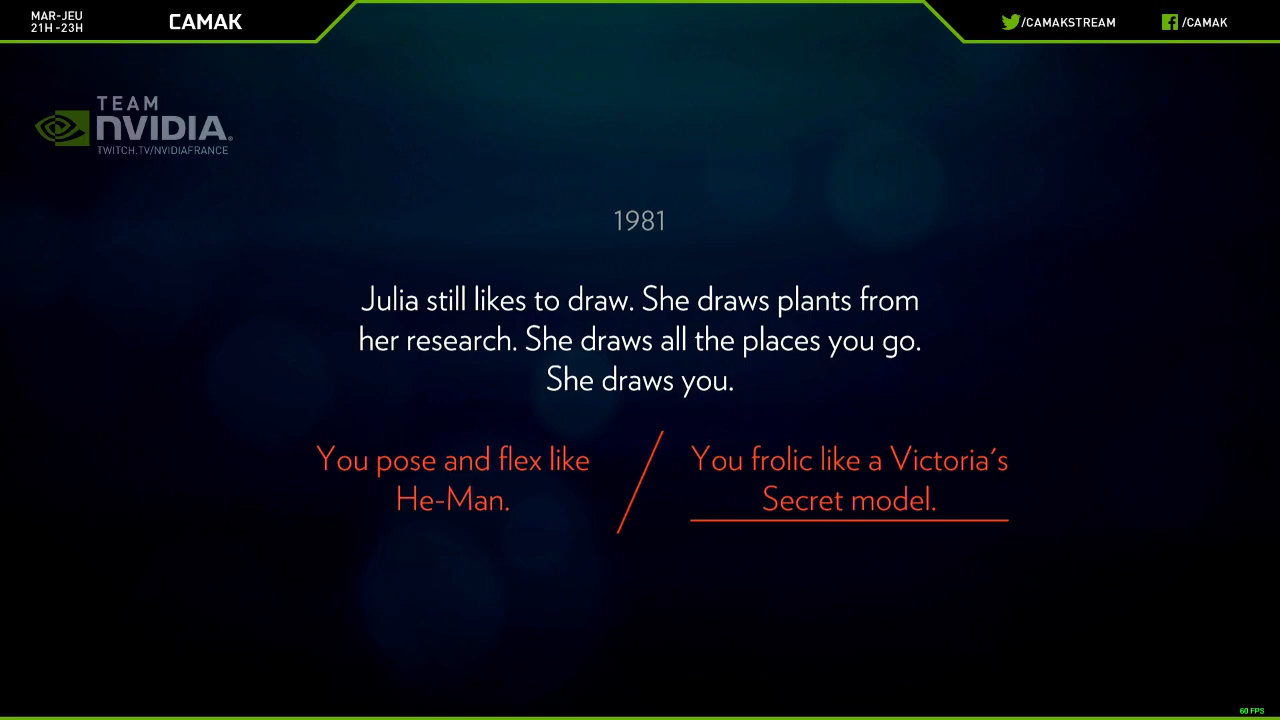 MAR-JEU
21H -23H
CAMAK
/CAMAKSTREAM
/CAMAK
TEAM
NVIDIA.
TWITCH.TV/NVIDIAFRANCE
1981
Julia still likes to draw. She draws plants from
her research. She draws all the places you go.
She draws you.
You pose and flex like
He-Man.
You frolic like a Victoria's
Secret model.
60 FPS